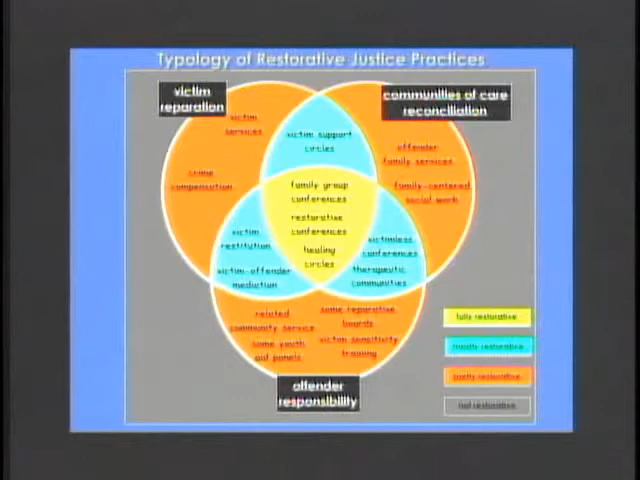 Typology of Restorative Justice Practices
victim
reparation
communities of care
reconciliation
victim
services
victim support
circles
offender
family services
crime
compensation
family group
conferences
family-centered
social work
restorative
conferences
victim
restitution
victimless
conferences
healing
circles
victim-offender
mediation
therapeutic
communities
related
community service
some reparative
boards
some youth
aid panels
victim sensitivity
training
offender
responsibility
fully restorative
mostly restorative
partly restorative
not restorative